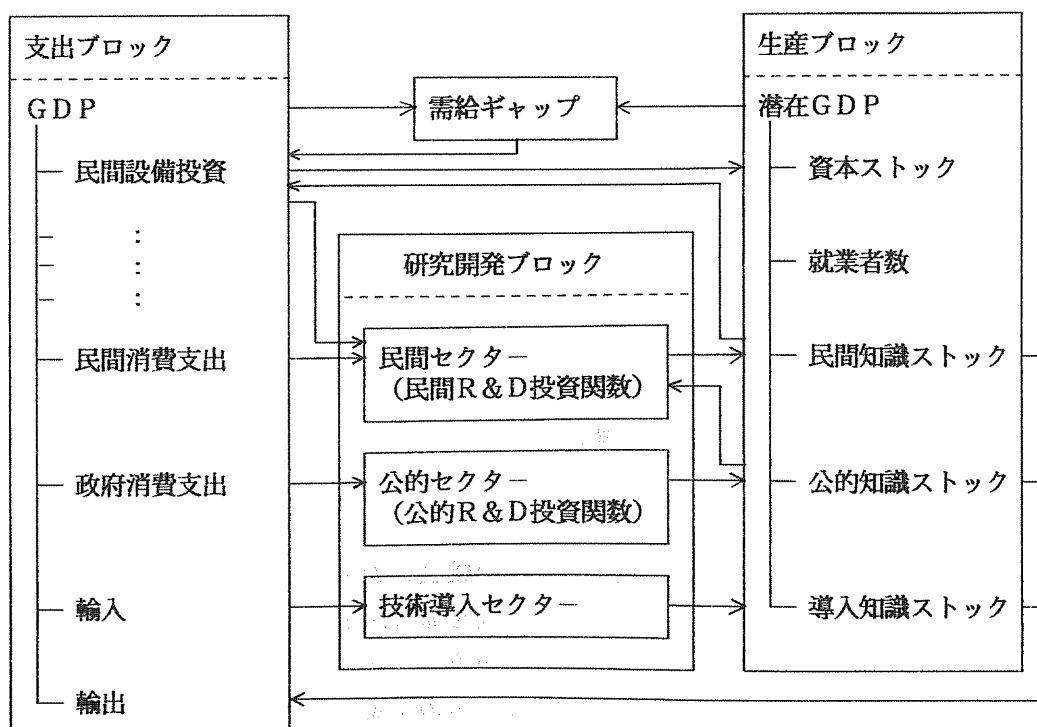 支出ブロック
GDP
民間設備投資
:
:
:
民間消費支出
政府消費支出
輸入
輸出
需給ギャップ
研究開発ブロック
民間セクター
(民間R&D投資関数)
公的セクター
(公的R&D投資関数)
技術導入セクター
生産ブロック
潜在GDP
資本ストック
就業者数
民間知識ストック
公的知識ストック
導入知識ストック